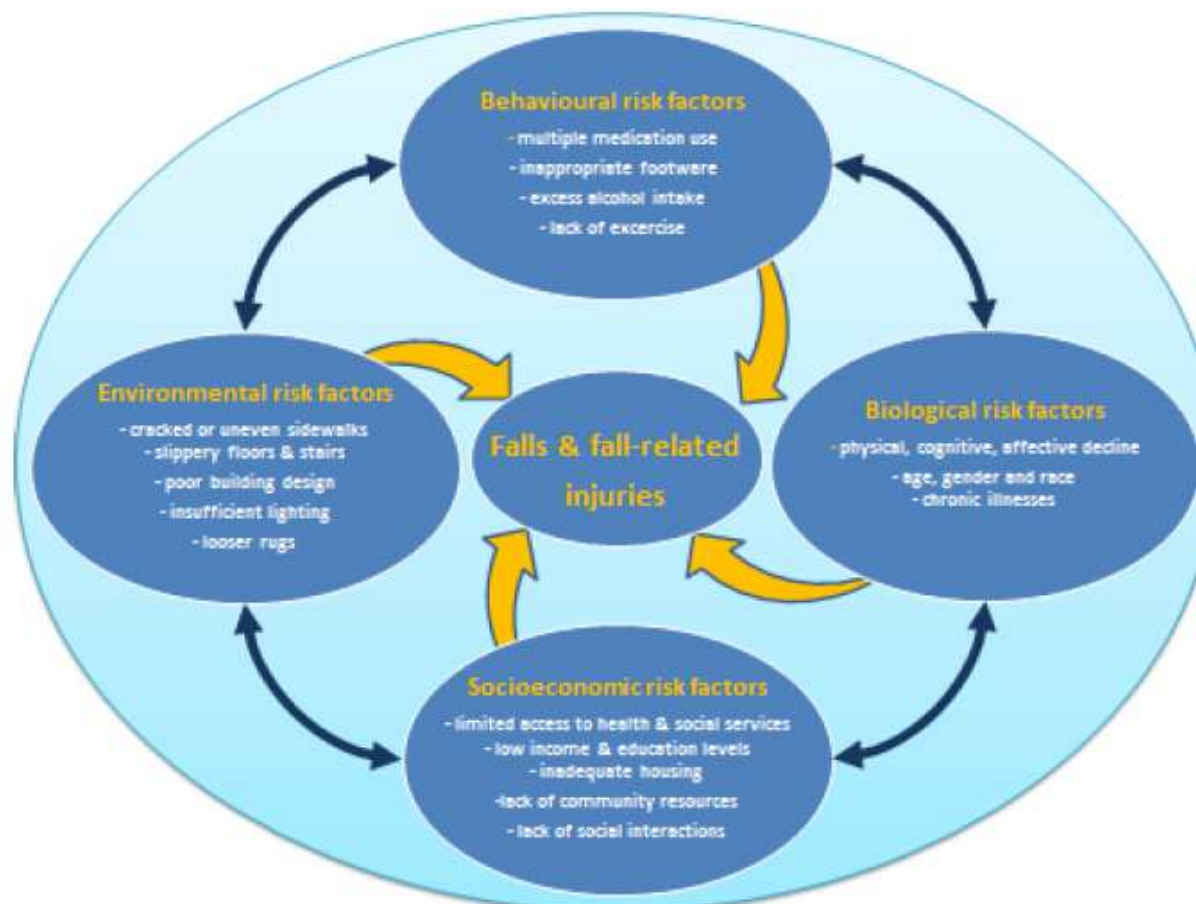 Behavioural risk factors
- multiple medication use
- inappropriate footware
- excess alcohol intake
- lack of excercise
Environmental risk factors
- cracked or uneven sidewalks
- slippery floors & stairs
- poor building design
- insufficient lighting
- looser rugs
Falls & fall-related
injuries
Biological risk factors
- physical, cognitive, affective decline
- age, gender and race
- chronic illnesses
Socioeconomic risk factors
- limited access to health & social services
- low income & education levels
- inadequate housing
-lack of community resources
- lack of social interactions